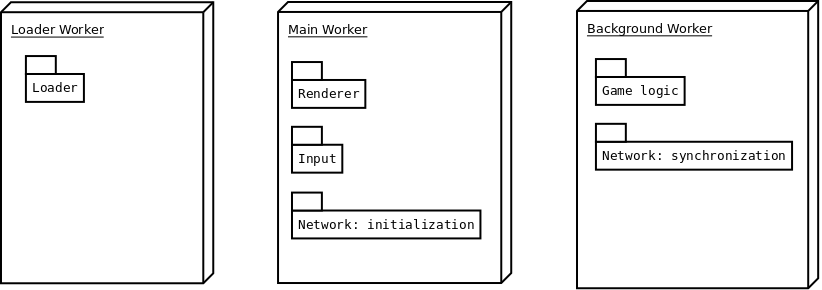 Loader Worker
Loader
Main Worker
Renderer
Input
Network: initialization
Background Worker
Game logic
Network: synchronization